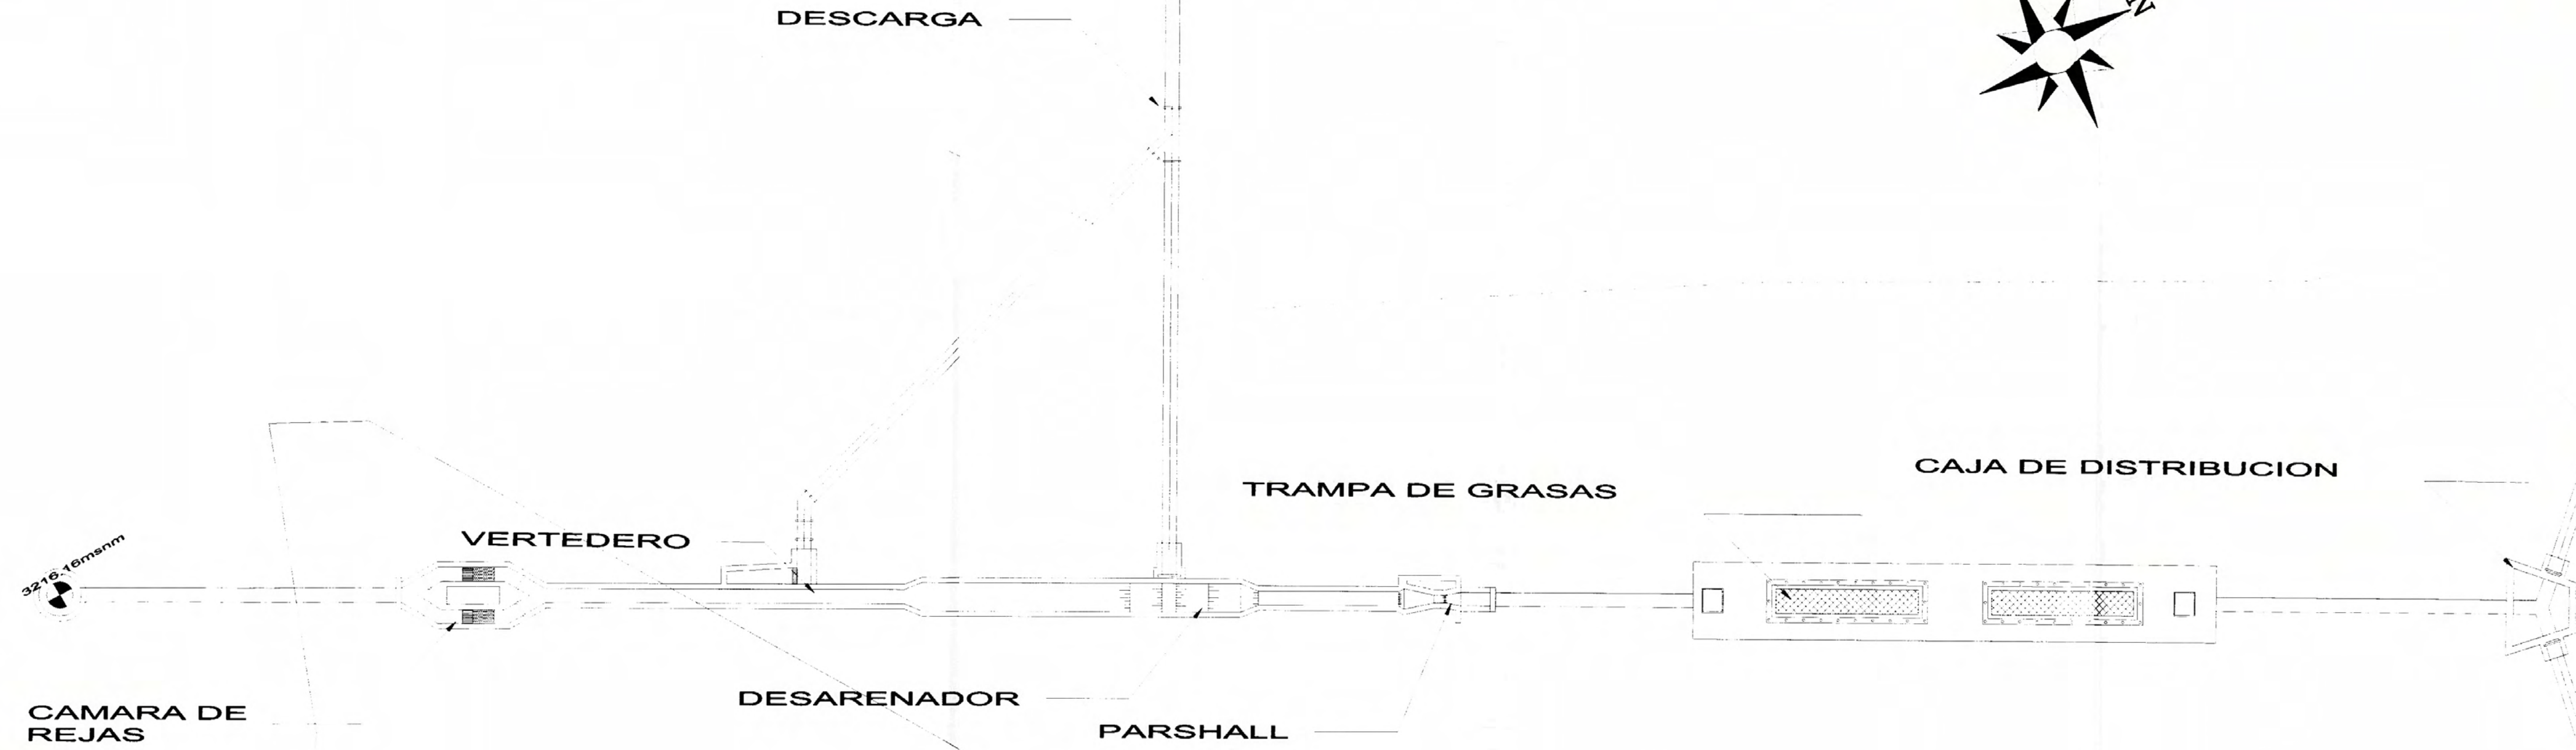 DESCARGA
N
CAJA DE DISTRIBUCION
TRAMPA DE GRASAS
VERTEDERO
3216.16msnm
DESARENADOR
CAMARA DE
REJAS
PARSHALL